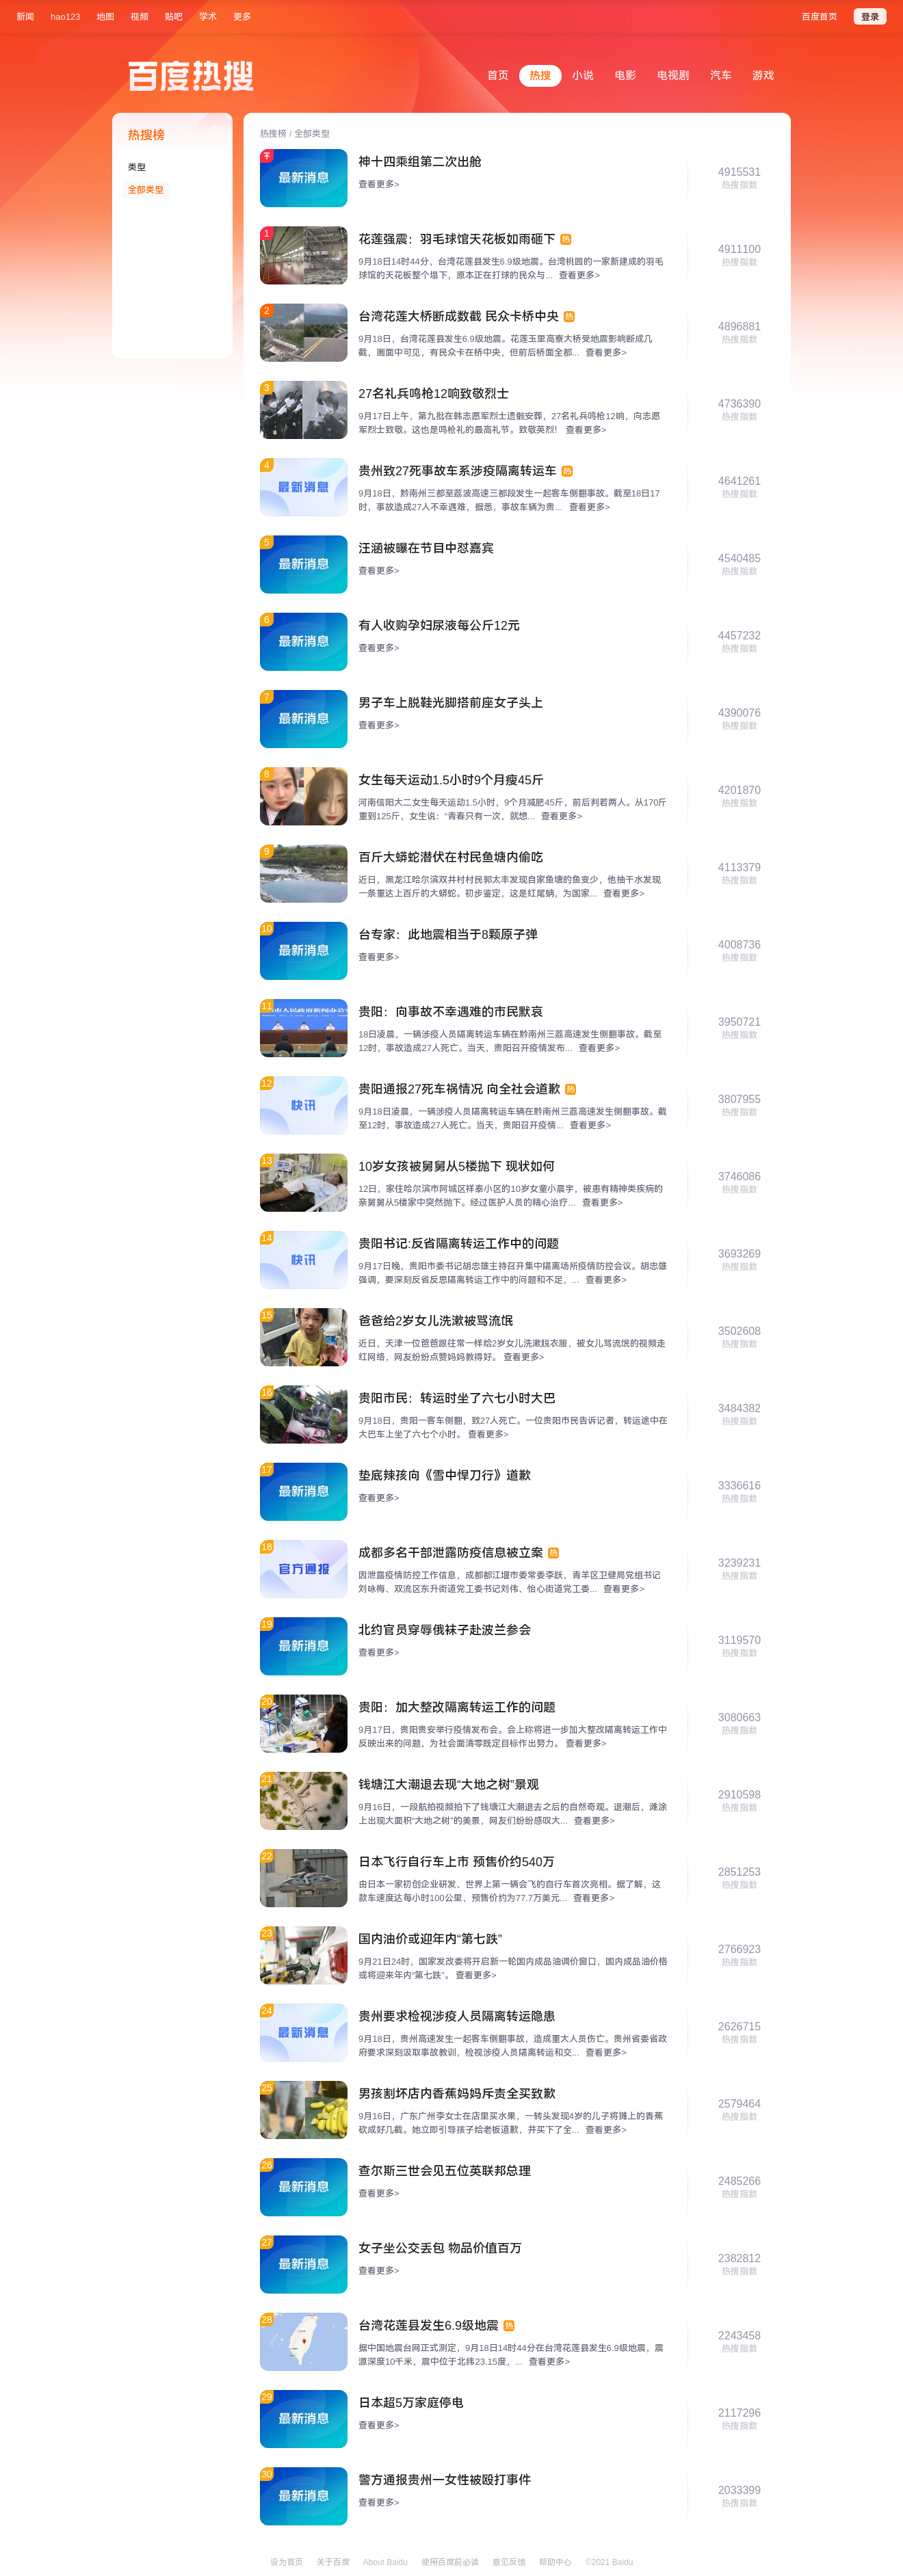 新闻 hao123 地图 视频 贴吧 学术 更多 百度首页 登录
百度热搜 首页 热搜 小说 电影 电视剧 汽车 游戏
热搜榜
类型
全部类型
热搜榜 / 全部类型
最新消息
神十四乘组第二次出舱
查看更多>
4915531
热搜指数
1
花莲强震：羽毛球馆天花板如雨砸下 热
9月18日14时44分，台湾花莲县发生6.9级地震。台湾桃园的一家新建成的羽毛
球馆的天花板整个塌下，原本正在打球的民众与... 查看更多>
4911100
热搜指数
2
台湾花莲大桥断成数截 民众卡桥中央 热
9月18日，台湾花莲县发生6.9级地震。花莲玉里高寮大桥受地震影响断成几
截，画面中可见，有民众卡在桥中央，但前后桥面全都... 查看更多>
4896881
热搜指数
3
27名礼兵鸣枪12响致敬烈士
9月17日上午，第九批在韩志愿军烈士遗骸安葬，27名礼兵鸣枪12响，向志愿
军烈士致敬。这也是鸣枪礼的最高礼节。致敬英烈！ 查看更多>
4736390
热搜指数
4
最新消息
贵州致27死事故车系涉疫隔离转运车 热
9月18日，黔南州三都至荔波高速三都段发生一起客车侧翻事故。截至18日17
时，事故造成27人不幸遇难，据悉，事故车辆为贵... 查看更多>
4641261
热搜指数
5
最新消息
汪涵被曝在节目中怼嘉宾
查看更多>
4540485
热搜指数
6
最新消息
有人收购孕妇尿液每公斤12元
查看更多>
4457232
热搜指数
7
最新消息
男子车上脱鞋光脚搭前座女子头上
查看更多>
4390076
热搜指数
8
女生每天运动1.5小时9个月瘦45斤
河南信阳大二女生每天运动1.5小时，9个月减肥45斤，前后判若两人。从170斤
重到125斤，女生说：“青春只有一次，就想... 查看更多>
4201870
热搜指数
9
百斤大蟒蛇潜伏在村民鱼塘内偷吃
近日，黑龙江哈尔滨双井村村民郭太丰发现自家鱼塘的鱼变少，他抽干水发现
一条重达上百斤的大蟒蛇。初步鉴定，这是红尾蚺，为国家... 查看更多>
4113379
热搜指数
10
最新消息
台专家：此地震相当于8颗原子弹
查看更多>
4008736
热搜指数
11
贵阳：向事故不幸遇难的市民默哀
18日凌晨，一辆涉疫人员隔离转运车辆在黔南州三荔高速发生侧翻事故。截至
12时，事故造成27人死亡。当天，贵阳召开疫情发布... 查看更多>
3950721
热搜指数
12
快讯
贵阳通报27死车祸情况 向全社会道歉 热
9月18日凌晨，一辆涉疫人员隔离转运车辆在黔南州三荔高速发生侧翻事故。截
至12时，事故造成27人死亡。当天，贵阳召开疫情... 查看更多>
3807955
热搜指数
13
10岁女孩被舅舅从5楼抛下 现状如何
12日，家住哈尔滨市阿城区祥泰小区的10岁女童小晨宇，被患有精神类疾病的
亲舅舅从5楼家中突然抛下。经过医护人员的精心治疗... 查看更多>
3746086
热搜指数
14
快讯
贵阳书记:反省隔离转运工作中的问题
9月17日晚，贵阳市委书记胡忠雄主持召开集中隔离场所疫情防控会议。胡忠雄
强调，要深刻反省反思隔离转运工作中的问题和不足，... 查看更多>
3693269
热搜指数
15
爸爸给2岁女儿洗漱被骂流氓
近日，天津一位爸爸跟往常一样给2岁女儿洗漱脱衣服，被女儿骂流氓的视频走
红网络，网友纷纷点赞妈妈教得好。 查看更多>
3502608
热搜指数
16
贵阳市民：转运时坐了六七小时大巴
9月18日，贵阳一客车侧翻，致27人死亡。一位贵阳市民告诉记者，转运途中在
大巴车上坐了六七个小时。 查看更多>
3484382
热搜指数
17
最新消息
垫底辣孩向《雪中悍刀行》道歉
查看更多>
3336616
热搜指数
18
官方通报
成都多名干部泄露防疫信息被立案 热
因泄露疫情防控工作信息，成都都江堰市委常委李跃、青羊区卫健局党组书记
刘咏梅、双流区东升街道党工委书记刘伟、怡心街道党工委... 查看更多>
3239231
热搜指数
19
最新消息
北约官员穿辱俄袜子赴波兰参会
查看更多>
3119570
热搜指数
20
贵阳：加大整改隔离转运工作的问题
9月17日，贵阳贵安举行疫情发布会。会上称将进一步加大整改隔离转运工作中
反映出来的问题，为社会面清零既定目标作出努力。 查看更多>
3080663
热搜指数
21
钱塘江大潮退去现“大地之树”景观
9月16日，一段航拍视频拍下了钱塘江大潮退去之后的自然奇观。退潮后，滩涂
上出现大面积“大地之树”的美景，网友们纷纷感叹大... 查看更多>
2910598
热搜指数
22
日本飞行自行车上市 预售价约540万
由日本一家初创企业研发、世界上第一辆会飞的自行车首次亮相。据了解，这
款车速度达每小时100公里，预售价约为77.7万美元... 查看更多>
2851253
热搜指数
23
国内油价或迎年内“第七跌”
9月21日24时，国家发改委将开启新一轮国内成品油调价窗口，国内成品油价格
或将迎来年内“第七跌”。 查看更多>
2766923
热搜指数
24
最新消息
贵州要求检视涉疫人员隔离转运隐患
9月18日，贵州高速发生一起客车侧翻事故，造成重大人员伤亡。贵州省委省政
府要求深刻汲取事故教训，检视涉疫人员隔离转运和交... 查看更多>
2626715
热搜指数
25
男孩割坏店内香蕉妈妈斥责全买致歉
9月16日，广东广州李女士在店里买水果，一转头发现4岁的儿子将摊上的香蕉
砍成好几截。她立即引导孩子给老板道歉，并买下了全... 查看更多>
2579464
热搜指数
26
最新消息
查尔斯三世会见五位英联邦总理
查看更多>
2485266
热搜指数
27
最新消息
女子坐公交丢包 物品价值百万
查看更多>
2382812
热搜指数
28
台湾花莲县发生6.9级地震 热
据中国地震台网正式测定，9月18日14时44分在台湾花莲县发生6.9级地震，震
源深度10千米，震中位于北纬23.15度，... 查看更多>
2243458
热搜指数
29
最新消息
日本超5万家庭停电
查看更多>
2117296
热搜指数
30
最新消息
警方通报贵州一女性被殴打事件
查看更多>
2033399
热搜指数
设为首页 关于百度 About Baidu 使用百度前必读 意见反馈 帮助中心 ©2021 Baidu